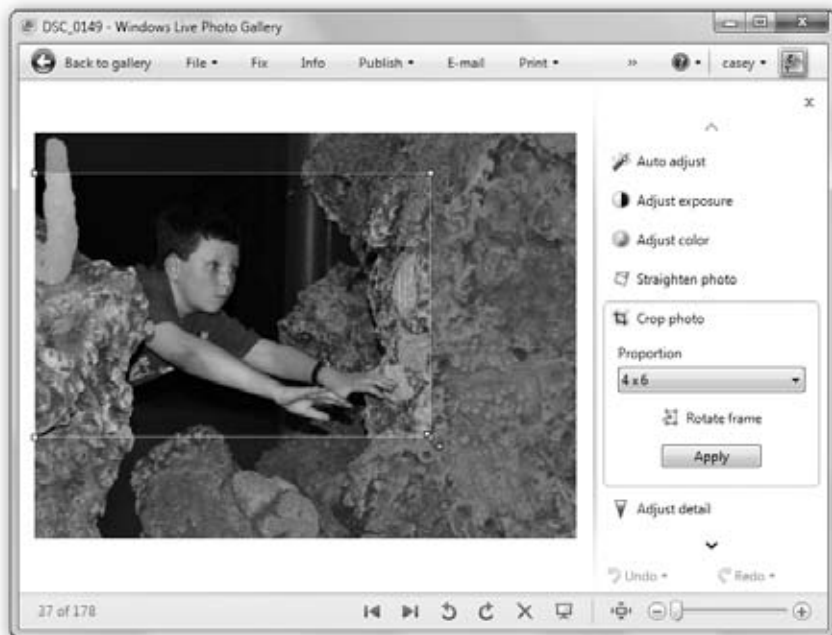 DSC_0149 - Windows Live Photo Gallery
Back to gallery File Fix Info Publish E-mail Print » ? casey
x
Auto adjust
Adjust exposure
Adjust color
Straighten photo
Crop photo
Proportion
4 x 6
Rotate frame
Apply
Adjust detail
Undo Redo
37 of 178